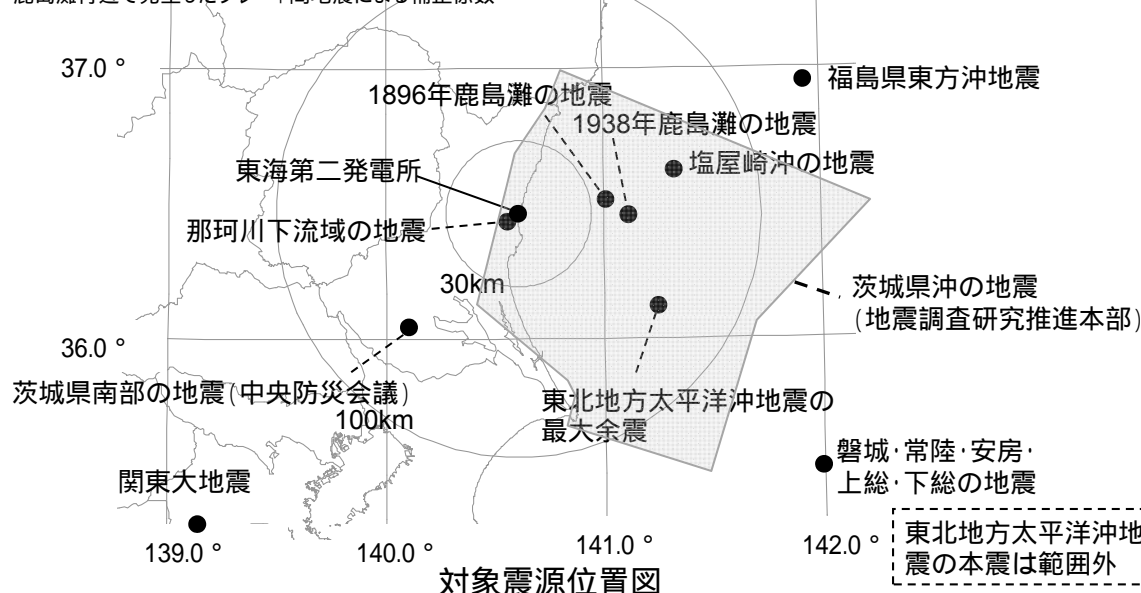 37.0°
福島県東方沖地震
1896年鹿島灘の地震
1938年鹿島灘の地震
塩屋崎沖の地震
東海第二発電所
那珂川下流域の地震
30km
茨城県沖の地震
(地震調査研究推進本部)
36.0°
茨城県南部の地震(中央防災会議)
100km
東北地方太平洋沖地震の
最大余震
磐城・常陸・安房・
上総・下総の地震
関東大地震
139.0°
140.0°
141.0°
142.0°
東北地方太平洋沖地
震の本震は範囲外
対象震源位置図